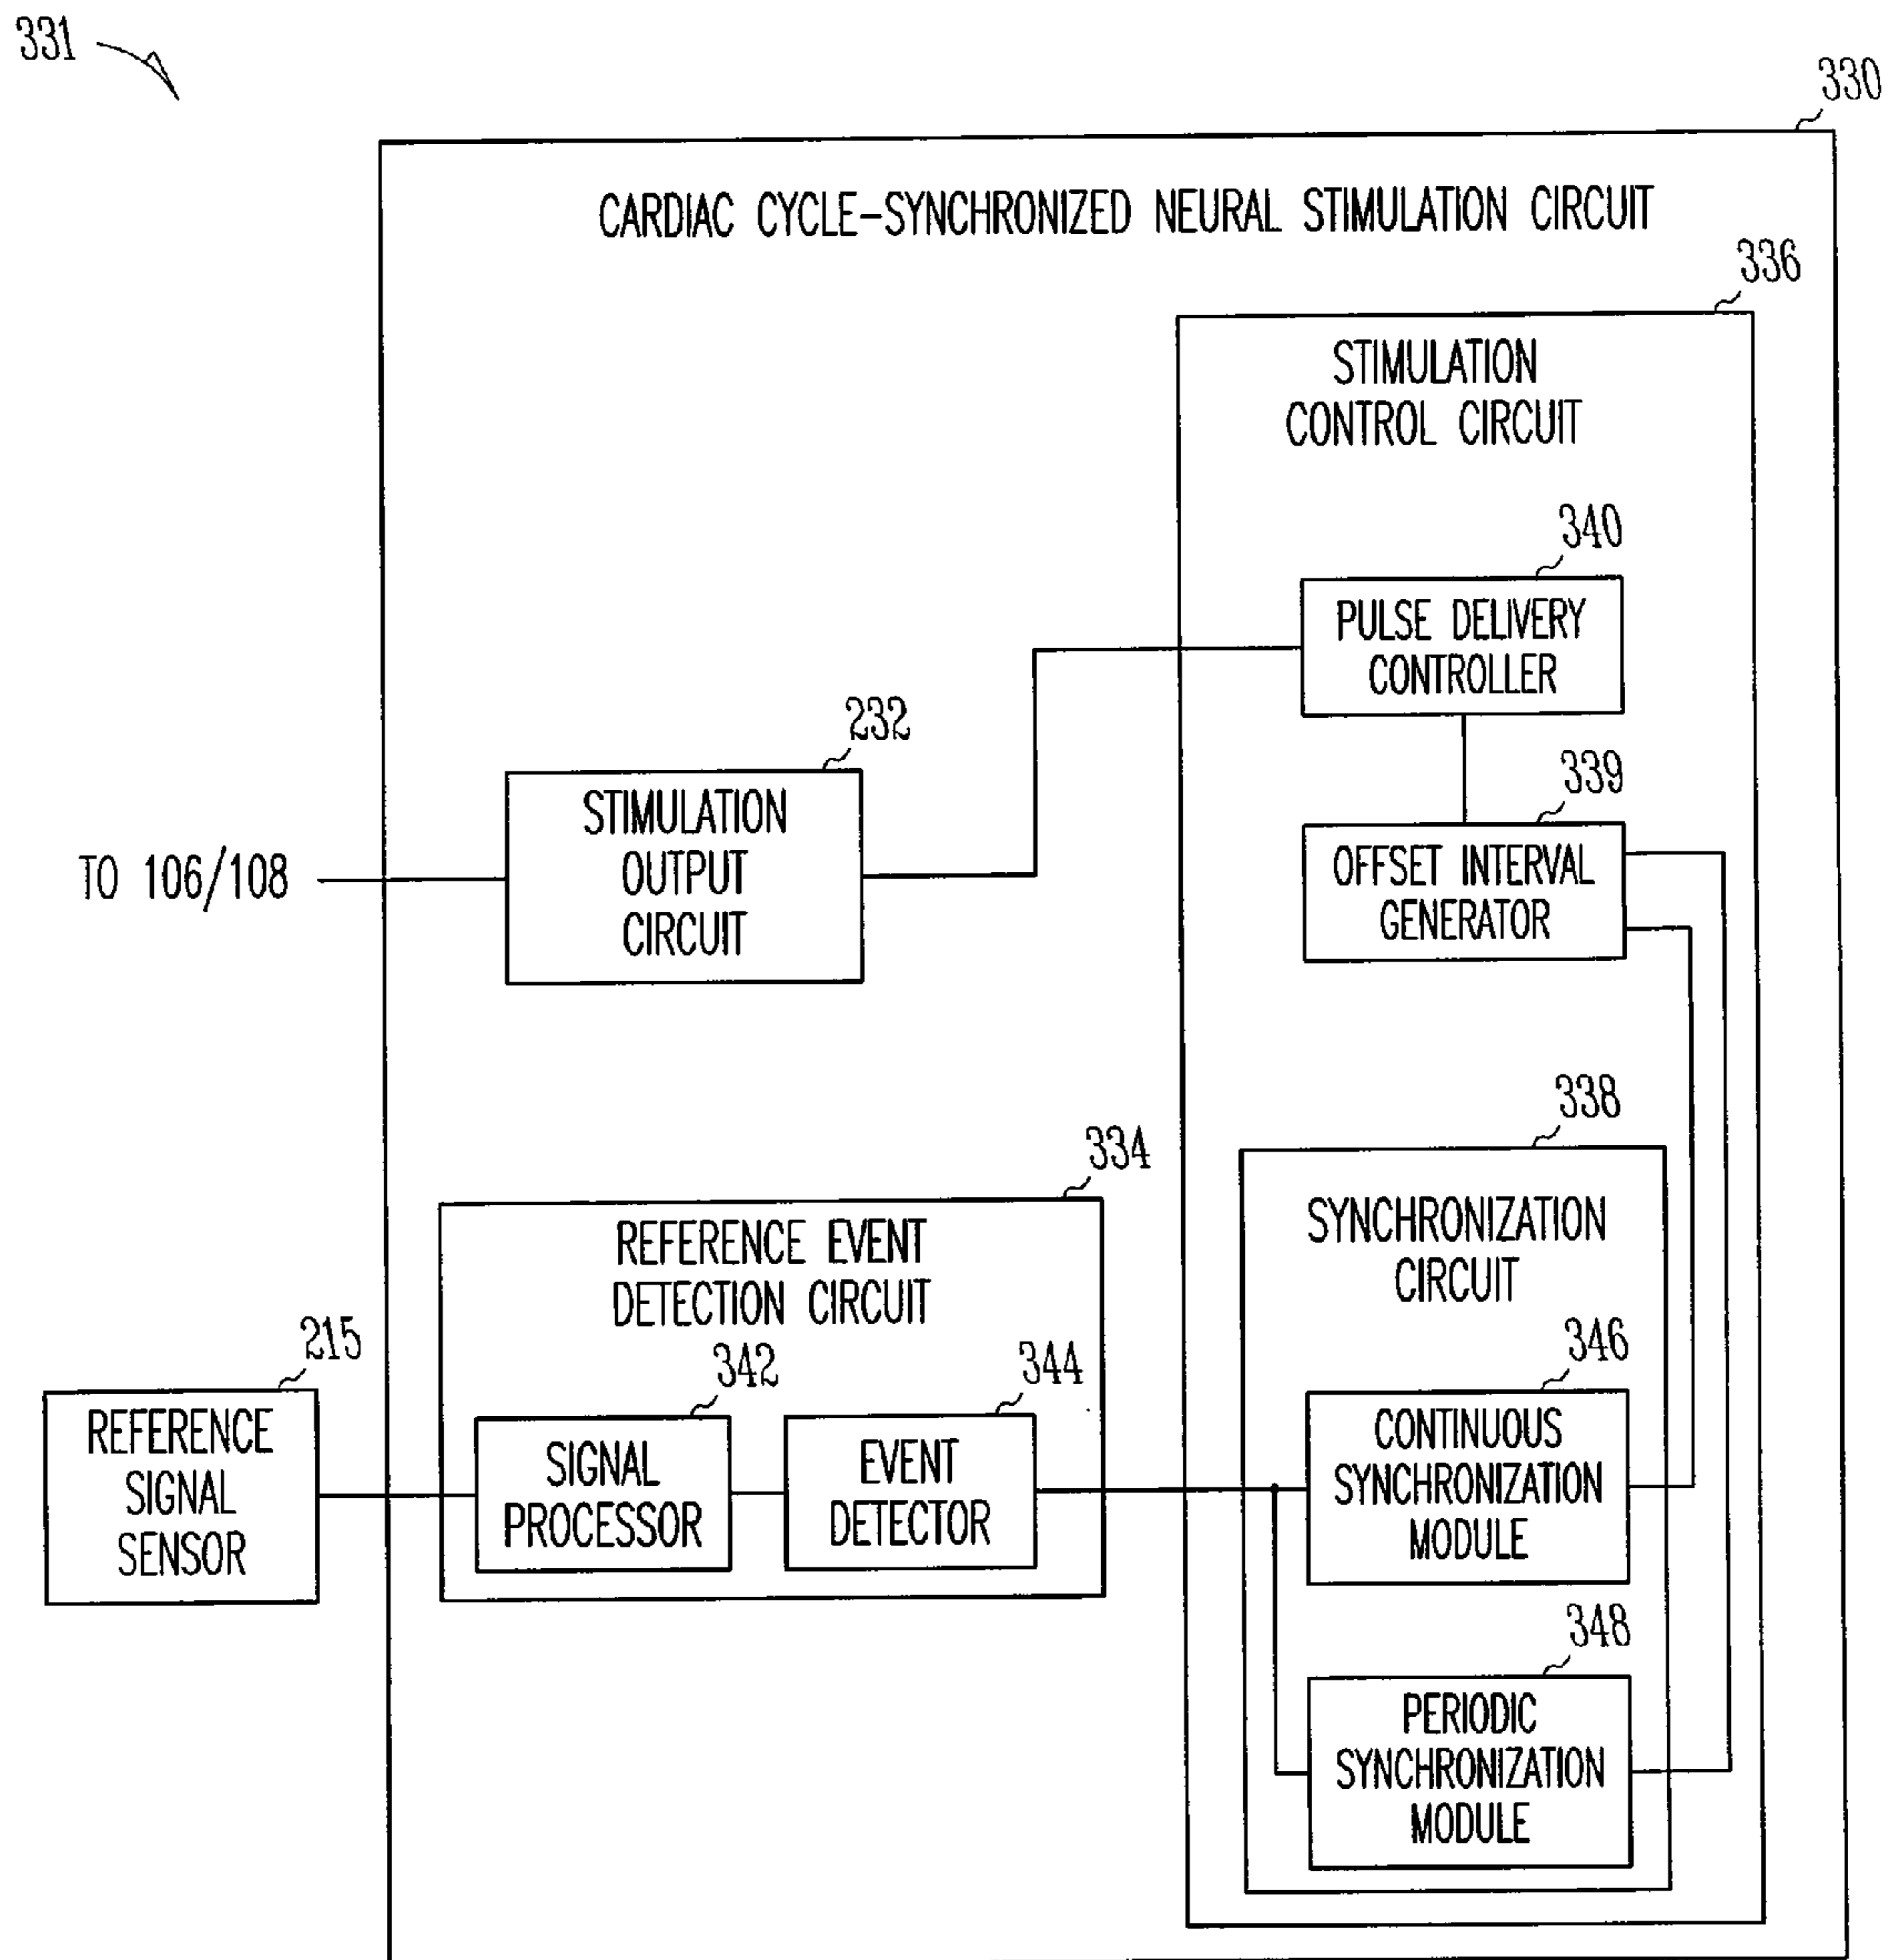 331
330
CARDIAC CYCLE-SYNCHRONIZED NEURAL STIMULATION CIRCUIT
336
STIMULATION
CONTROL CIRCUIT
340
PULSE DELIVERY
CONTROLLER
232
STIMULATION
OUTPUT
CIRCUIT
339
OFFSET INTERVAL
GENERATOR
TO 106/108
338
SYNCHRONIZATION
CIRCUIT
334
REFERENCE EVENT
DETECTION CIRCUIT
215
REFERENCE
SIGNAL
SENSOR
342
SIGNAL
PROCESSOR
344
EVENT
DETECTOR
346
CONTINUOUS
SYNCHRONIZATION
MODULE
348
PERIODIC
SYNCHRONIZATION
MODULE